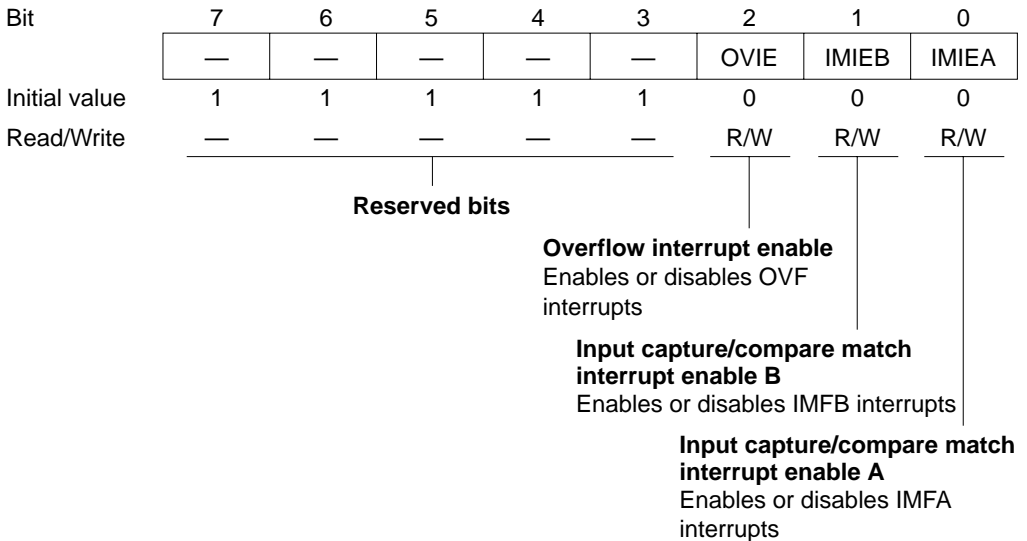 Bit 7 6 5 4 3 2 1 0
— — — — — OVIE IMIEB IMIEA
Initial value 1 1 1 1 1 0 0 0
Read/Write — — — — — R/W R/W R/W
Reserved bits
Overflow interrupt enable
Enables or disables OVF
interrupts
Input capture/compare match
interrupt enable B
Enables or disables IMFB interrupts
Input capture/compare match
interrupt enable A
Enables or disables IMFA
interrupts